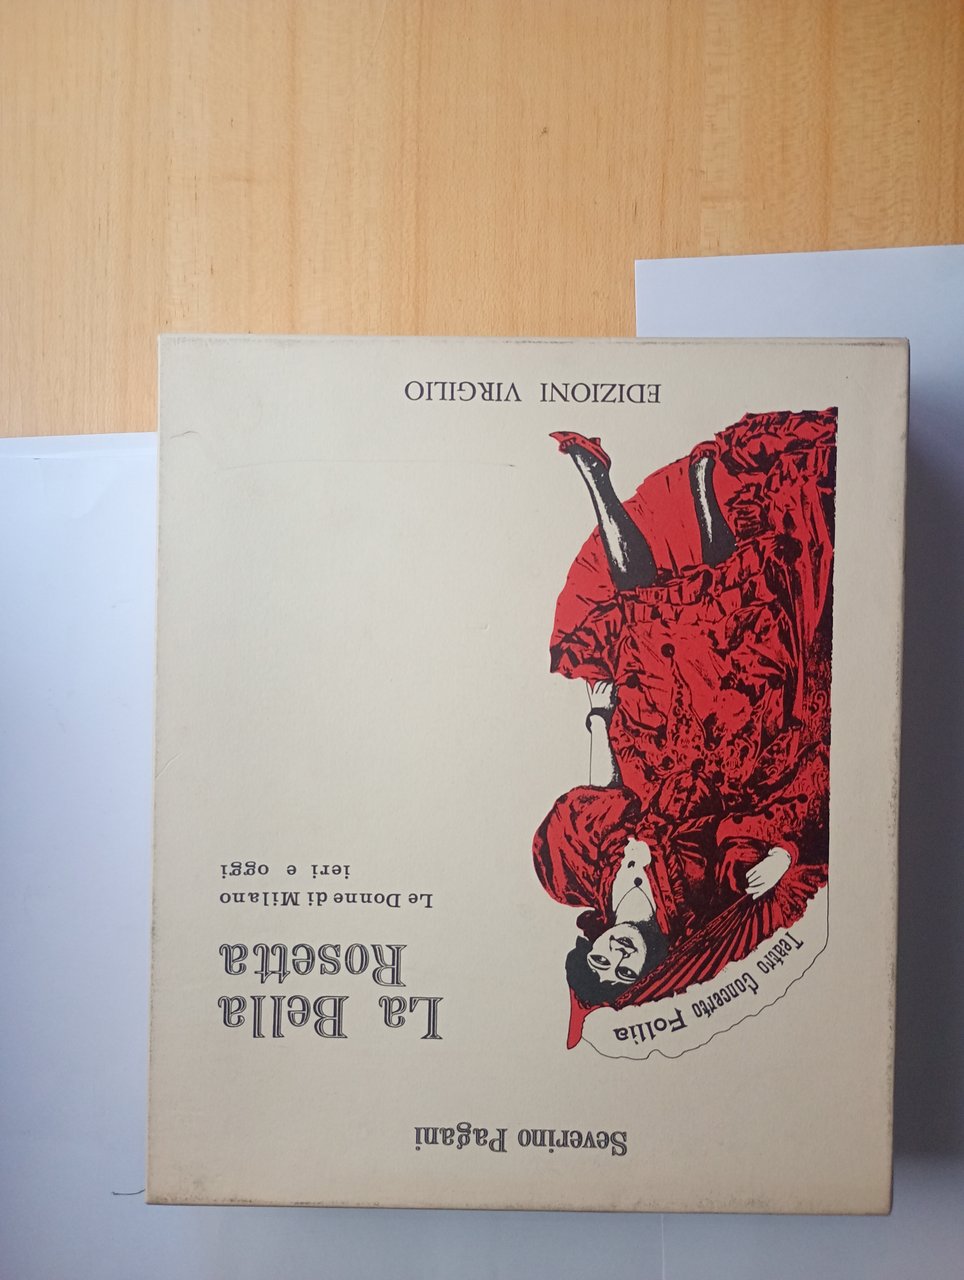 Severino Pagani
La Bella
Rosetta
Le Donne di Milano
ieri e oggi
Teatro Concerto Follia
EDIZIONI VIRGILIO